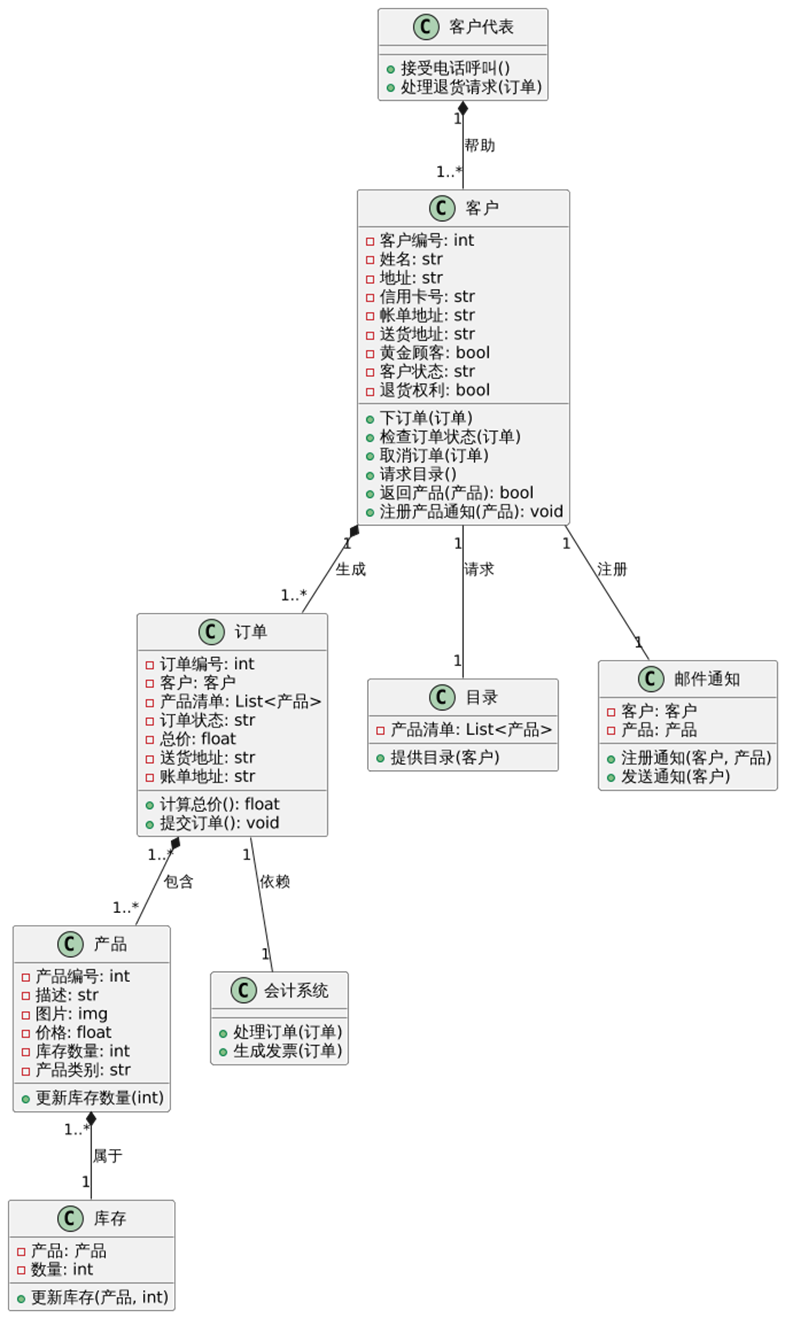 C 客户代表
接受电话呼叫()
处理退货请求(订单)
1
帮助
1..*
C 客户
客户编号: int
姓名: str
地址: str
信用卡号: str
帐单地址: str
送货地址: str
黄金顾客: bool
客户状态: str
退货权利: bool
下订单(订单)
检查订单状态(订单)
取消订单(订单)
请求目录()
返回产品(产品): bool
注册产品通知(产品): void
1
生成
1..*
1
请求
1
1
注册
1
C 订单
订单编号: int
客户: 客户
产品清单: List<产品>
订单状态: str
总价: float
送货地址: str
账单地址: str
计算总价(): float
提交订单(): void
C 目录
产品清单: List<产品>
提供目录(客户)
C 邮件通知
客户: 客户
产品: 产品
注册通知(客户, 产品)
发送通知(客户)
1..*
包含
1..*
1
依赖
1
C 产品
产品编号: int
描述: str
图片: img
价格: float
库存数量: int
产品类别: str
更新库存数量(int)
C 会计系统
处理订单(订单)
生成发票(订单)
1..*
属于
1
C 库存
产品: 产品
数量: int
更新库存(产品, int)